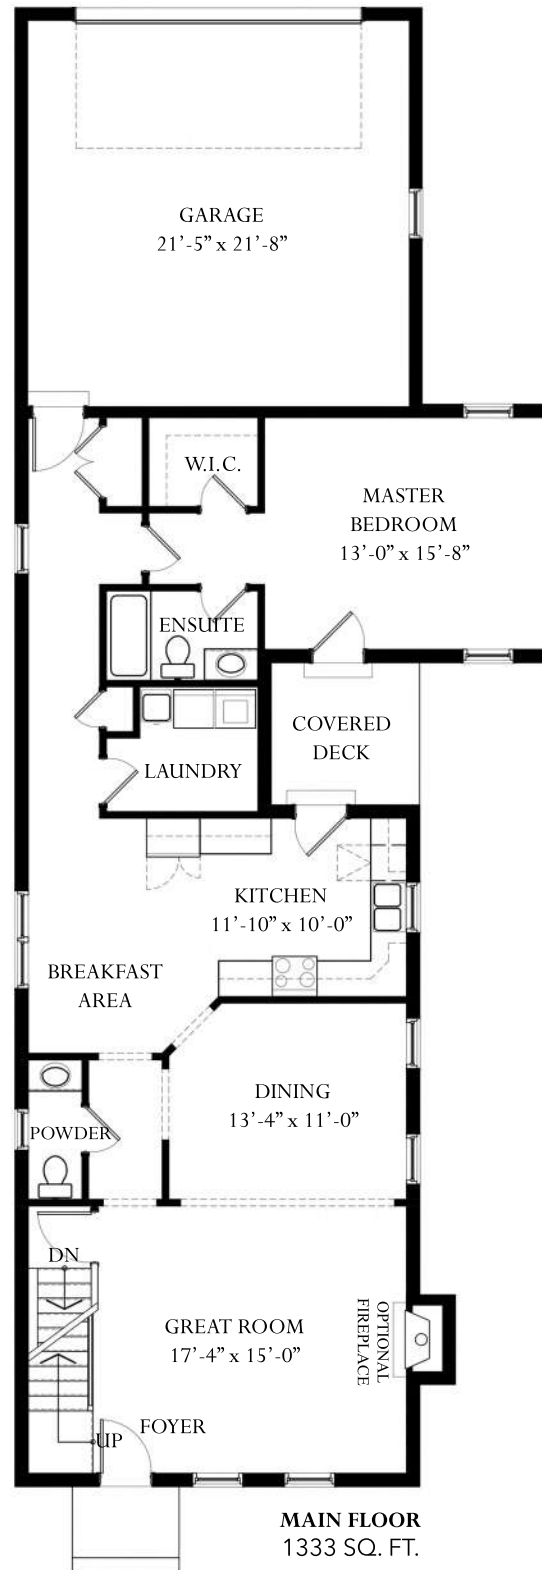 GARAGE
21'-5" x 21'-8"
W.I.C.
MASTER
BEDROOM
13'-0" x 15'-8"
ENSUITE
COVERED
DECK
LAUNDRY
KITCHEN
11'-10" x 10'-0"
BREAKFAST
AREA
DINING
13'-4" x 11'-0"
POWDER
DN
GREAT ROOM
17'-4" x 15'-0"
OPTIONAL
FIREPLACE
FOYER
UP
MAIN FLOOR
1333 SQ. FT.